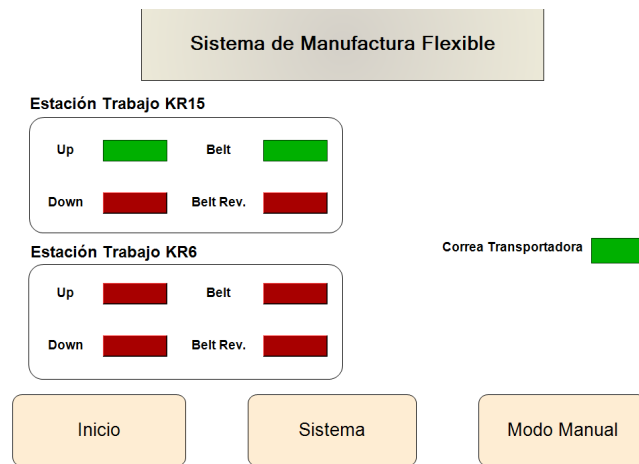 Sistema de Manufactura Flexible
Estación Trabajo KR15
Up Belt
Down Belt Rev.
Estación Trabajo KR6
Correa Transportadora
Up Belt
Down Belt Rev.
Inicio Sistema Modo Manual